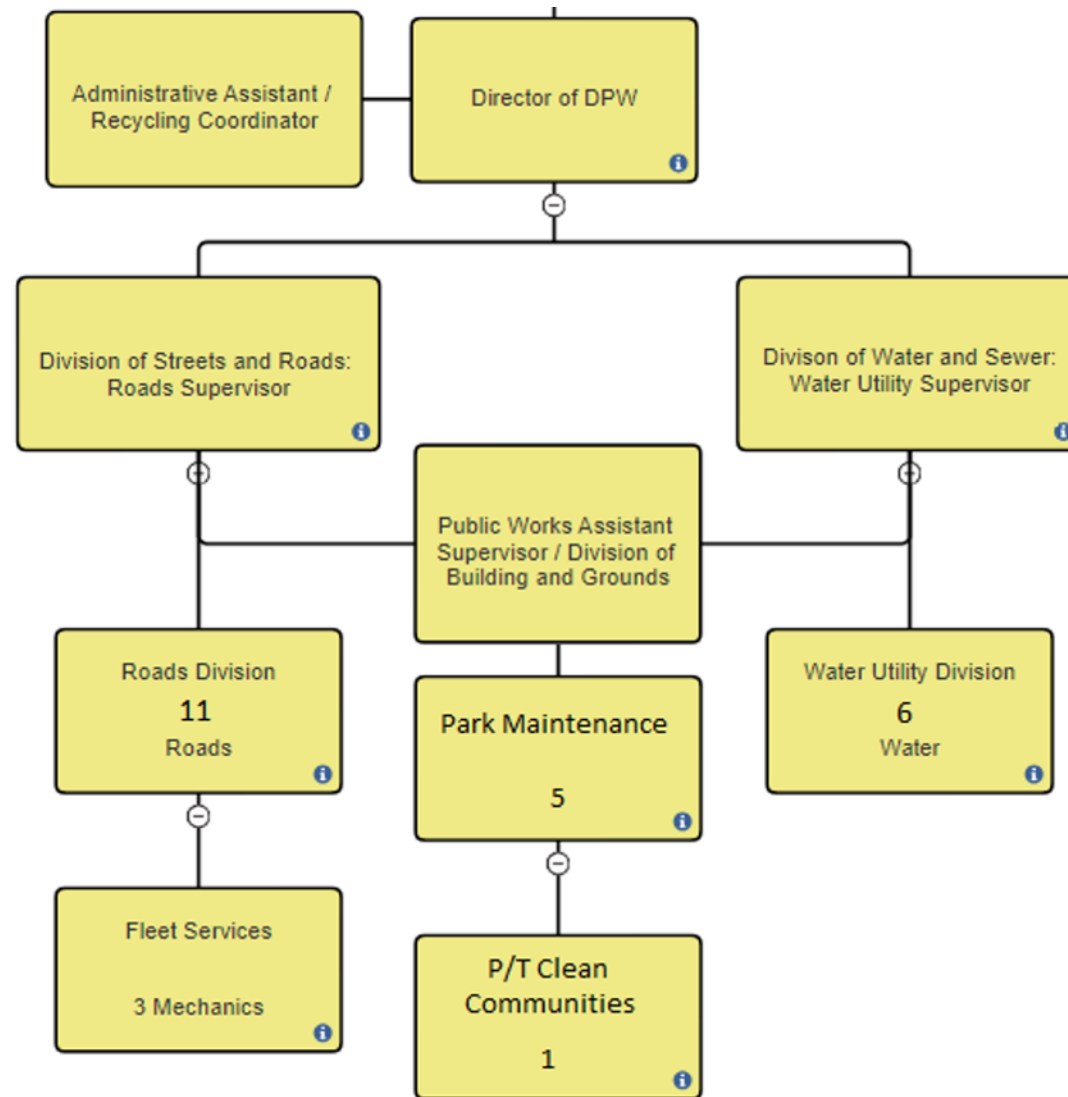 Administrative Assistant /
Recycling Coordinator
Director of DPW
Division of Streets and Roads:
Roads Supervisor
Divison of Water and Sewer:
Water Utility Supervisor
Public Works Assistant
Supervisor / Division of
Building and Grounds
Roads Division
11
Roads
Park Maintenance
5
Water Utility Division
6
Water
Fleet Services
3 Mechanics
P/T Clean
Communities
1